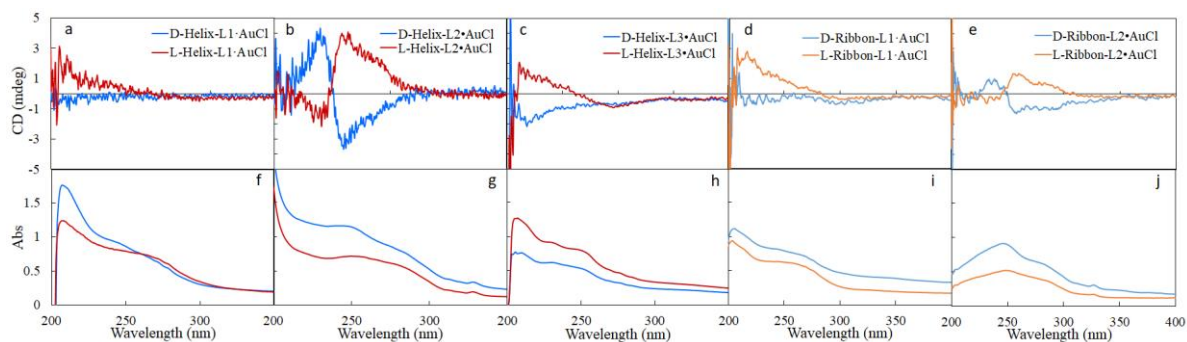 5
3
1
-1
-3
-5
CD (mdeg)
a
D-Helix-L1·AuCl
L-Helix-L1·AuCl
b
D-Helix-L2•AuCl
L-Helix-L2•AuCl
c
D-Helix-L3•AuCl
L-Helix-L3•AuCl
d
D-Ribbon-L1·AuCl
L-Ribbon-L1·AuCl
e
D-Ribbon-L2•AuCl
L-Ribbon-L2•AuCl
1.5
1
0.5
0
Abs
f
g
h
i
j
200 250 300 200 250 300 200 250 300 200 250 300 350 200 250 300 350 400
Wavelength (nm) Wavelength (nm) Wavelength (nm) Wavelength (nm) Wavelength (nm)